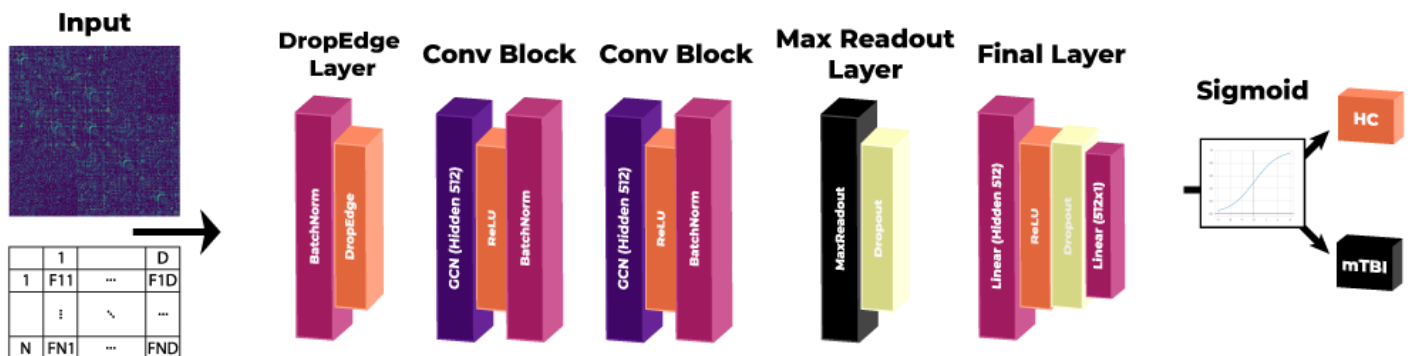 Input
1 D
1 F11 ... F1D
⋮ ⋱ ...
N FN1 ... FND
DropEdge
Layer
BatchNorm
DropEdge
Conv Block
GCN (Hidden 512)
ReLU
BatchNorm
Conv Block
GCN (Hidden 512)
ReLU
BatchNorm
Max Readout
Layer
MaxReadout
Dropout
Final Layer
Linear (Hidden 512)
ReLU
Dropout
Linear (512x1)
Sigmoid
HC
mTBI